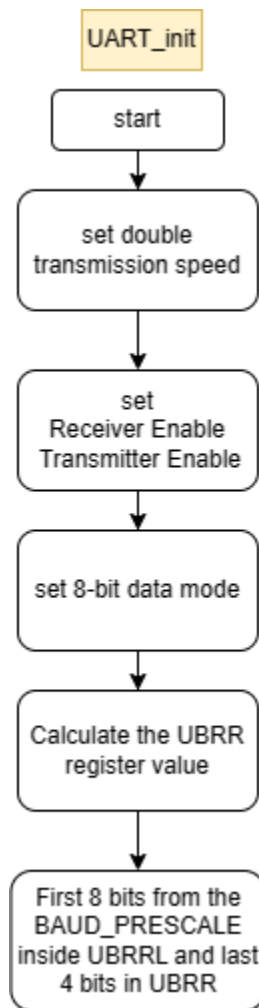 UART_init
start
set double
transmission speed
set
Receiver Enable
Transmitter Enable
set 8-bit data mode
Calculate the UBRR
register value
First 8 bits from the
BAUD_PRESCALE
inside UBRRL and last
4 bits in UBRR